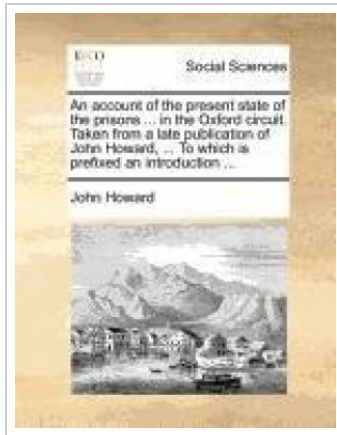 ECCO
Social Sciences
An account of the present state of
the prisons ... in the Oxford circuit.
Taken from a late publication of
John Howard, ... To which is
prefixed an introduction ...
John Howard